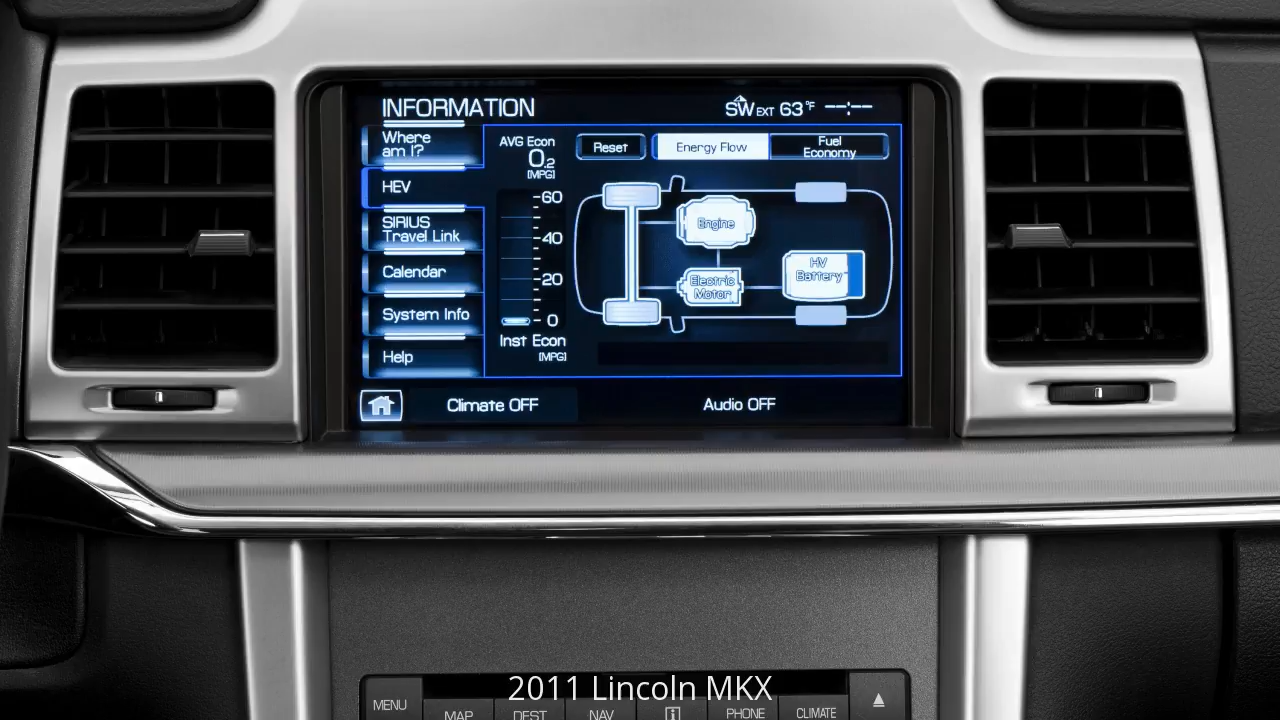 INFORMATION
SW EXT 63°F --:--
Where
am I?
HEV
SIRIUS
Travel Link
Calendar
System Info
Help
AVG Econ
0.2
[MPG]
60
40
20
0
Inst Econ
[MPG]
Reset
Energy Flow
Fuel
Economy
Engine
Electric
Motor
HV
Battery
Climate OFF
Audio OFF
2011 Lincoln MKX
MENU
MAP
DEST
NAV
i
PHONE
CLIMATE